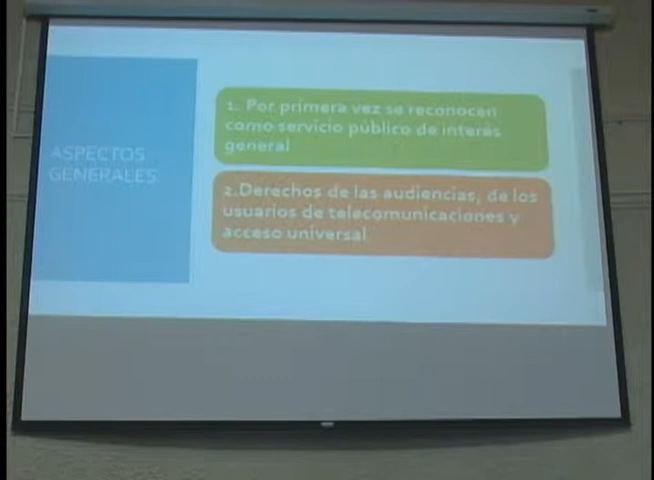 ASPECTOS
GENERALES
1. Por primera vez se reconocen
como servicio público de interés
general
2.Derechos de las audiencias, de los
usuarios de telecomunicaciones y
acceso universal